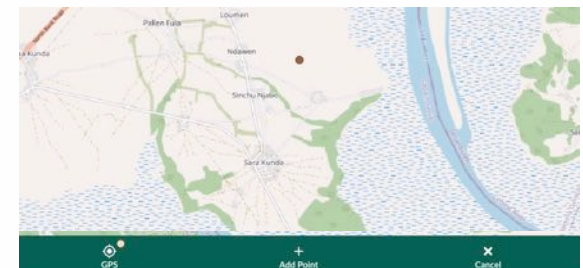 Louman
Pallen Fula
Ndawen
Kunda
Sinchu Njabo
Sara Kunda
GPS
Add Point
Cancel